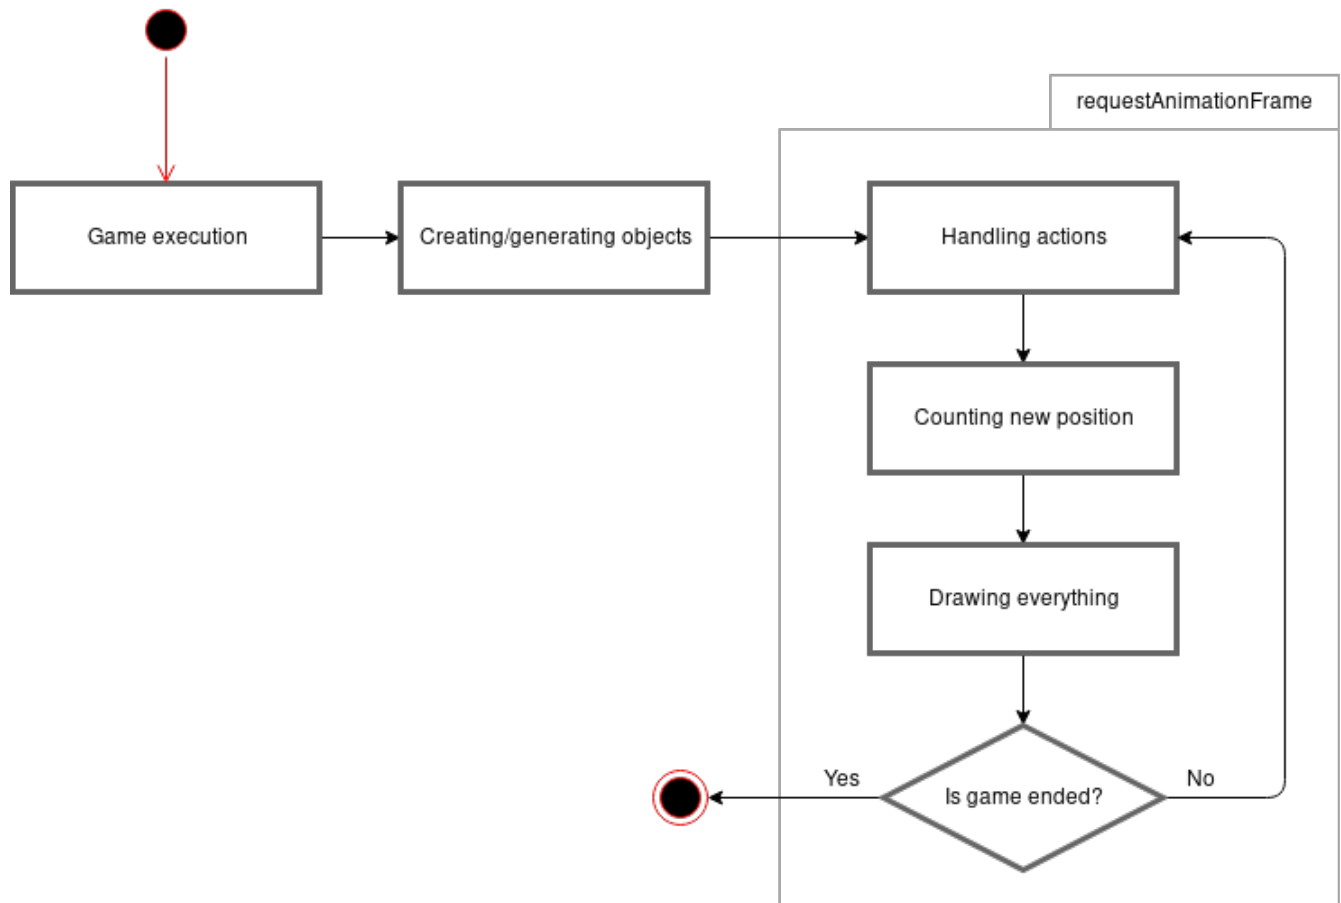 requestAnimationFrame
Game execution
Creating/generating objects
Handling actions
Counting new position
Drawing everything
Yes
Is game ended?
No